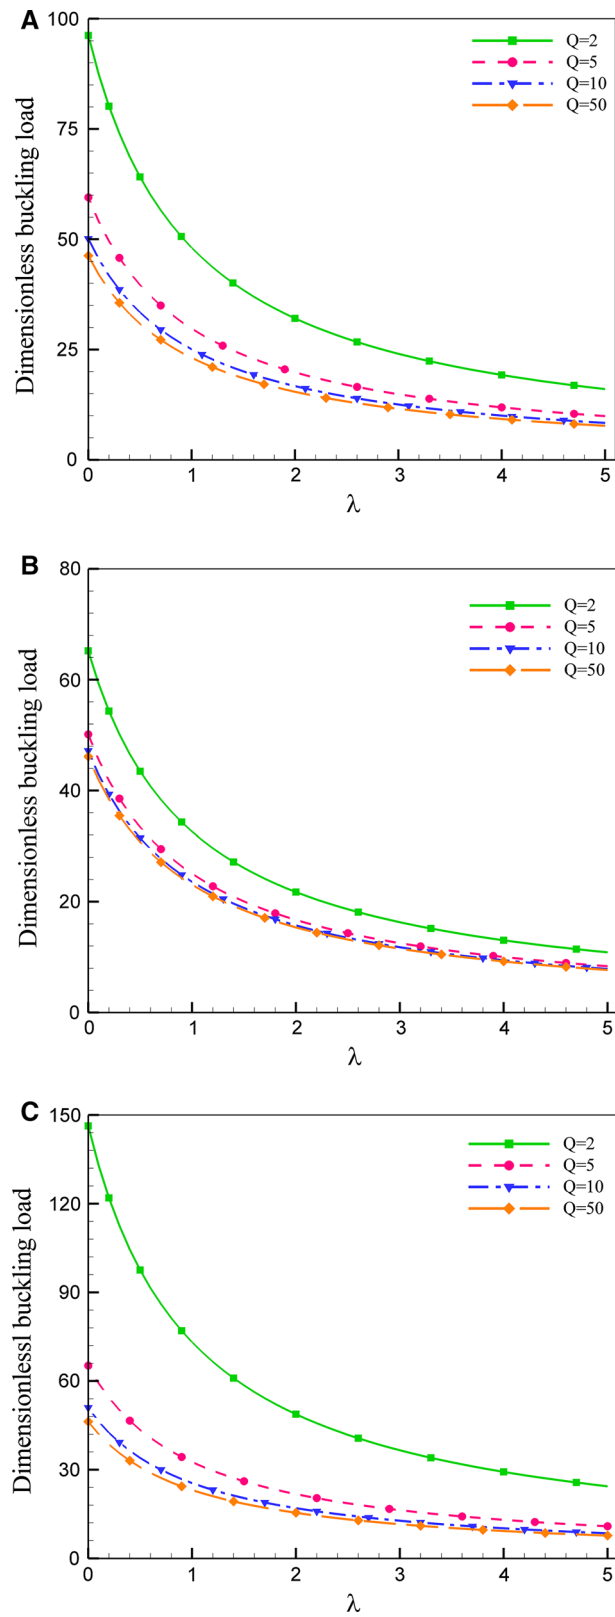 A
Dimensionless buckling load
100
75
50
25
0
Q=2
Q=5
Q=10
Q=50
0 1 2 3 4 5
λ
B
Dimensionless buckling load
80
60
40
20
0
Q=2
Q=5
Q=10
Q=50
0 1 2 3 4 5
λ
C
Dimensionlessl buckling load
150
120
90
60
30
0
Q=2
Q=5
Q=10
Q=50
0 1 2 3 4 5
λ